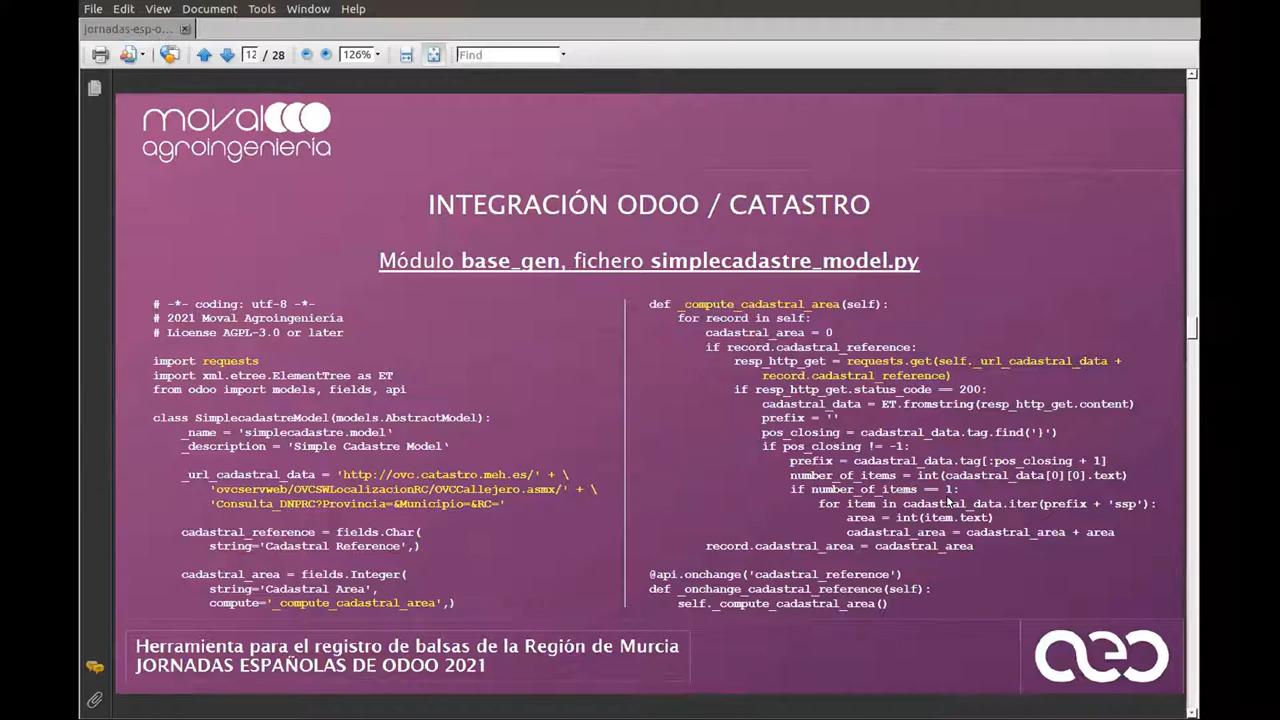 File Edit View Document Tools Window Help
jornadas-esp-o...
12 / 28 126% Find
moval
agroingeniería
INTEGRACIÓN ODOO / CATASTRO
Módulo base_gen, fichero simplecadastre_model.py
# -*- coding: utf-8 -*-
# 2021 Moval Agroingeniería
# License AGPL-3.0 or later
import requests
import xml.etree.ElementTree as ET
from odoo import models, fields, api
class SimplecadastreModel(models.AbstractModel):
_name = 'simplecadastre.model'
_description = 'Simple Cadastre Model'
_url_cadastral_data = 'http://ovc.catastro.meh.es/' + \
'ovcservweb/OVCSWLocalizacionRC/OVCCallejero.asmx/' + \
'Consulta_DNPRC?Provincia=&Municipio=&RC='
cadastral_reference = fields.Char(
string='Cadastral Reference',)
cadastral_area = fields.Integer(
string='Cadastral Area',
compute='_compute_cadastral_area',)
def _compute_cadastral_area(self):
for record in self:
cadastral_area = 0
if record.cadastral_reference:
resp_http_get = requests.get(self._url_cadastral_data +
record.cadastral_reference)
if resp_http_get.status_code == 200:
cadastral_data = ET.fromstring(resp_http_get.content)
prefix = ''
pos_closing = cadastral_data.tag.find('}')
if pos_closing != -1:
prefix = cadastral_data.tag[:pos_closing + 1]
number_of_items = int(cadastral_data[0][0].text)
if number_of_items == 1:
for item in cadastral_data.iter(prefix + 'ssp'):
area = int(item.text)
cadastral_area = cadastral_area + area
record.cadastral_area = cadastral_area
@api.onchange('cadastral_reference')
def _onchange_cadastral_reference(self):
self._compute_cadastral_area()
Herramienta para el registro de balsas de la Región de Murcia
JORNADAS ESPAÑOLAS DE ODOO 2021
aeo